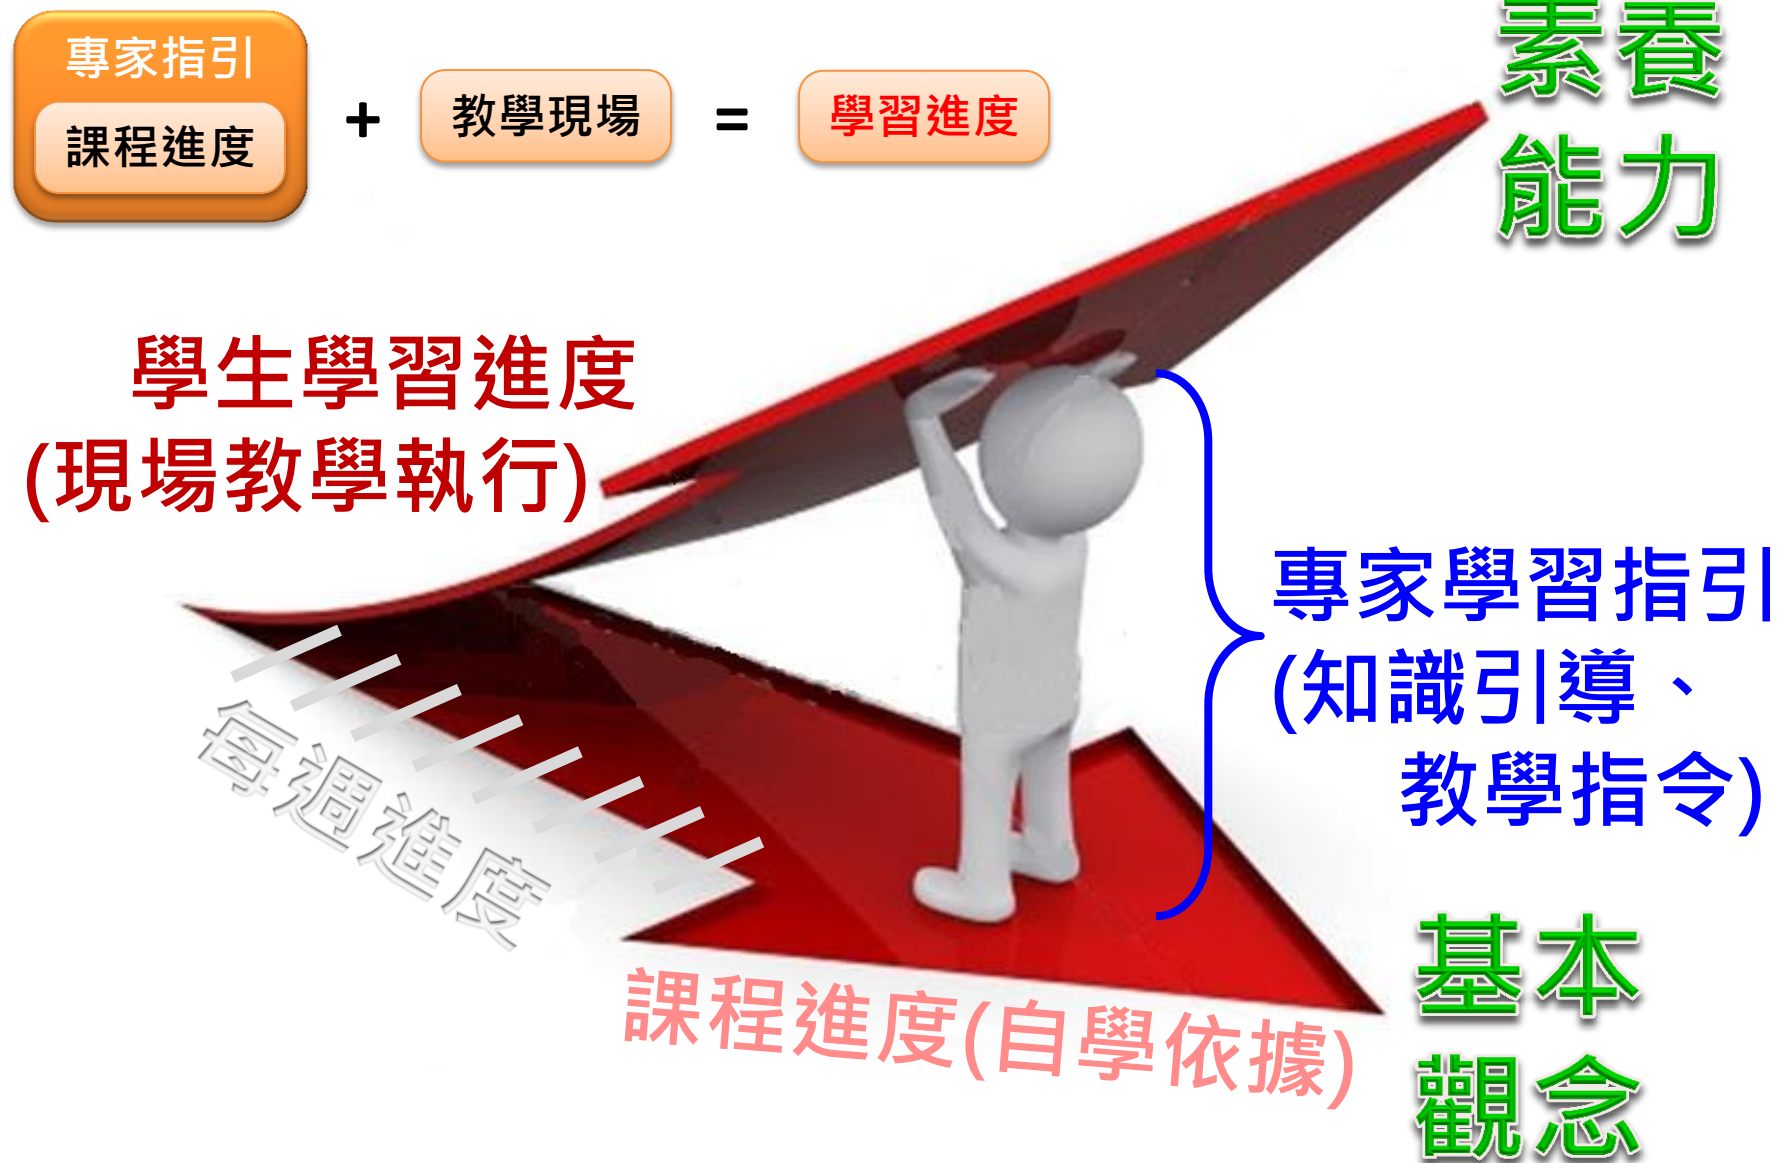 專家指引
課程進度
+
教學現場
=
學習進度
素養
能力
學生學習進度
(現場教學執行)
專家學習指引
(知識引導、
教學指令)
每週進度
課程進度(自學依據)
基本
觀念